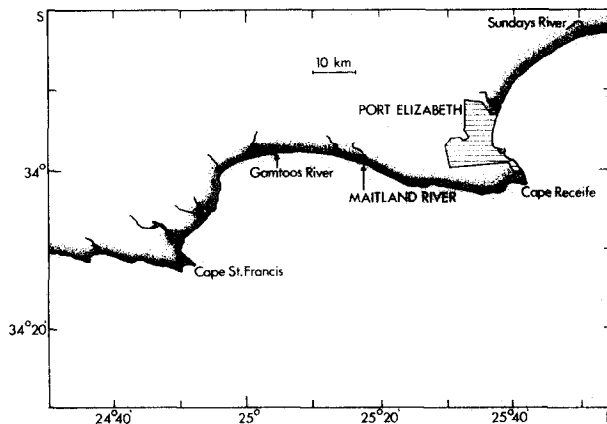 S
Sundays River
10 km
PORT ELIZABETH
34°
Gamtoos River
MAITLAND RIVER
Cape Receife
Cape St. Francis
34°20'
24°40'
25°
25°20'
25°40'